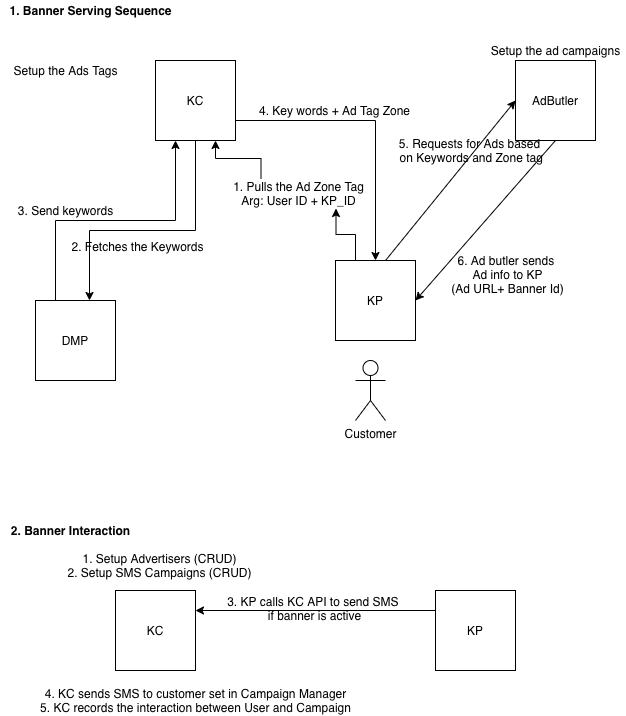 1. Banner Serving Sequence
Setup the ad campaigns
Setup the Ads Tags
KC
AdButler
4. Key words + Ad Tag Zone
5. Requests for Ads based
on Keywords and Zone tag
1. Pulls the Ad Zone Tag
Arg: User ID + KP_ID
3. Send keywords
2. Fetches the Keywords
6. Ad butler sends
Ad info to KP
(Ad URL+ Banner Id)
KP
DMP
Customer
2. Banner Interaction
1. Setup Advertisers (CRUD)
2. Setup SMS Campaigns (CRUD)
3. KP calls KC API to send SMS
if banner is active
KC
KP
4. KC sends SMS to customer set in Campaign Manager
5. KC records the interaction between User and Campaign